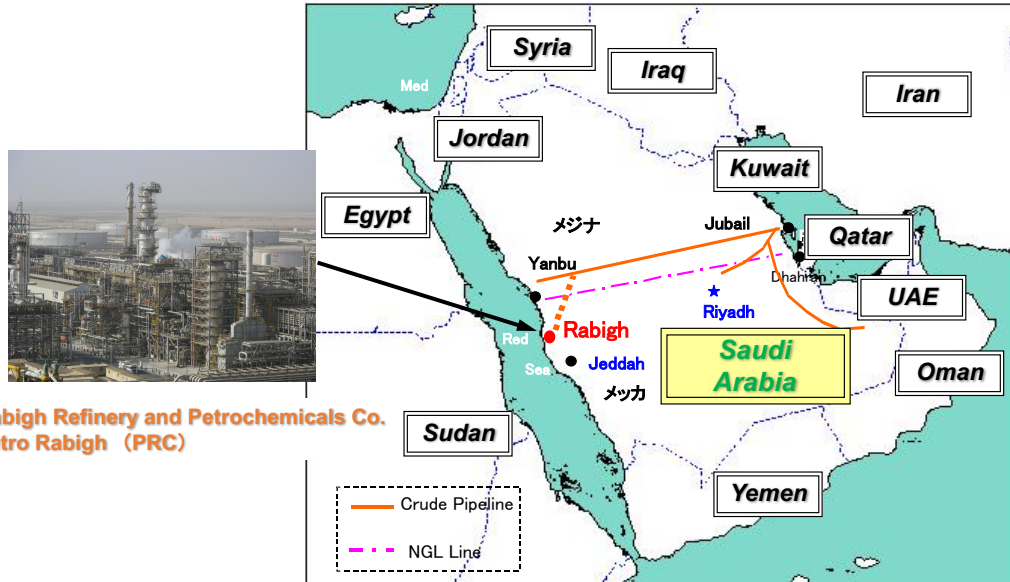 Syria
Iraq
Iran
Med
Jordan
Kuwait
Egypt
メジナ
Jubail
Qatar
Yanbu
Dhahran
UAE
Riyadh
Rabigh
Red
Sea
Jeddah
Saudi
Arabia
Oman
メッカ
abigh Refinery and Petrochemicals Co.
tro Rabigh （PRC）
Sudan
Yemen
Crude Pipeline
NGL Line